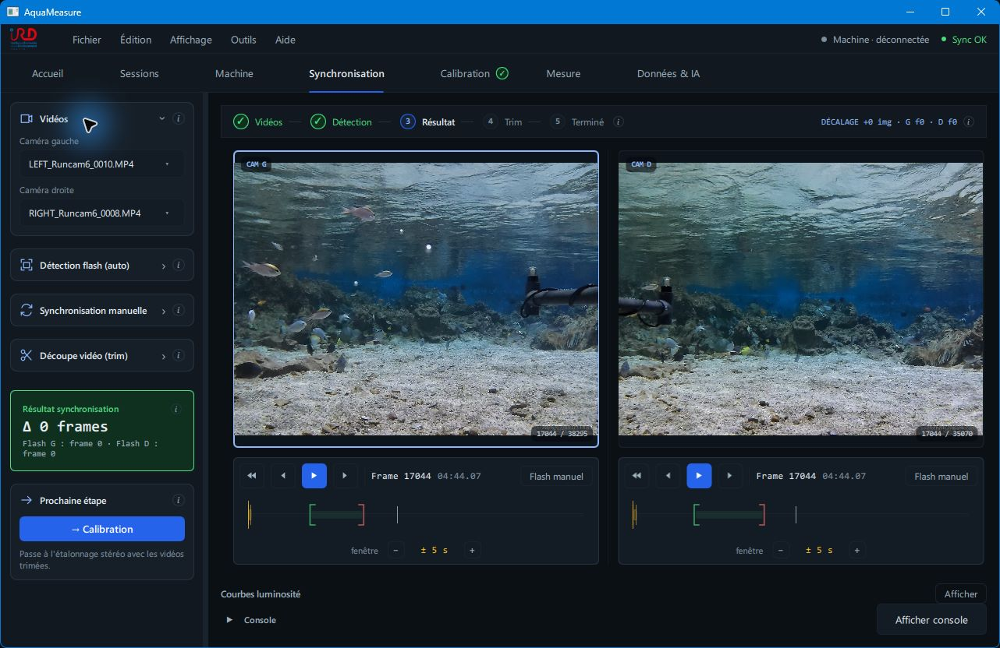 AquaMeasure
IRD
Fichier Édition Affichage Outils Aide
Machine · déconnectée Sync OK
Accueil Sessions Machine Synchronisation Calibration Mesure Données & IA
Vidéos i
Caméra gauche
LEFT_Runcam6_0010.MP4
Caméra droite
RIGHT_Runcam6_0008.MP4
Détection flash (auto) i
Synchronisation manuelle i
Découpe vidéo (trim) i
Résultat synchronisation i
Δ 0 frames
Flash G : frame 0 · Flash D :
frame 0
Prochaine étape i
→ Calibration
Passe à l'étalonnage stéréo avec les vidéos
trimées.
Vidéos Détection 3 Résultat 4 Trim 5 Terminé i
DÉCALAGE +0 img · G f0 · D f0 i
CAM G
17044 / 38295
CAM D
17044 / 35070
Frame 17044 04:44.07 Flash manuel
fenêtre − ± 5 s +
Frame 17044 04:44.07 Flash manuel
fenêtre − ± 5 s +
Courbes luminosité Afficher
Console Afficher console